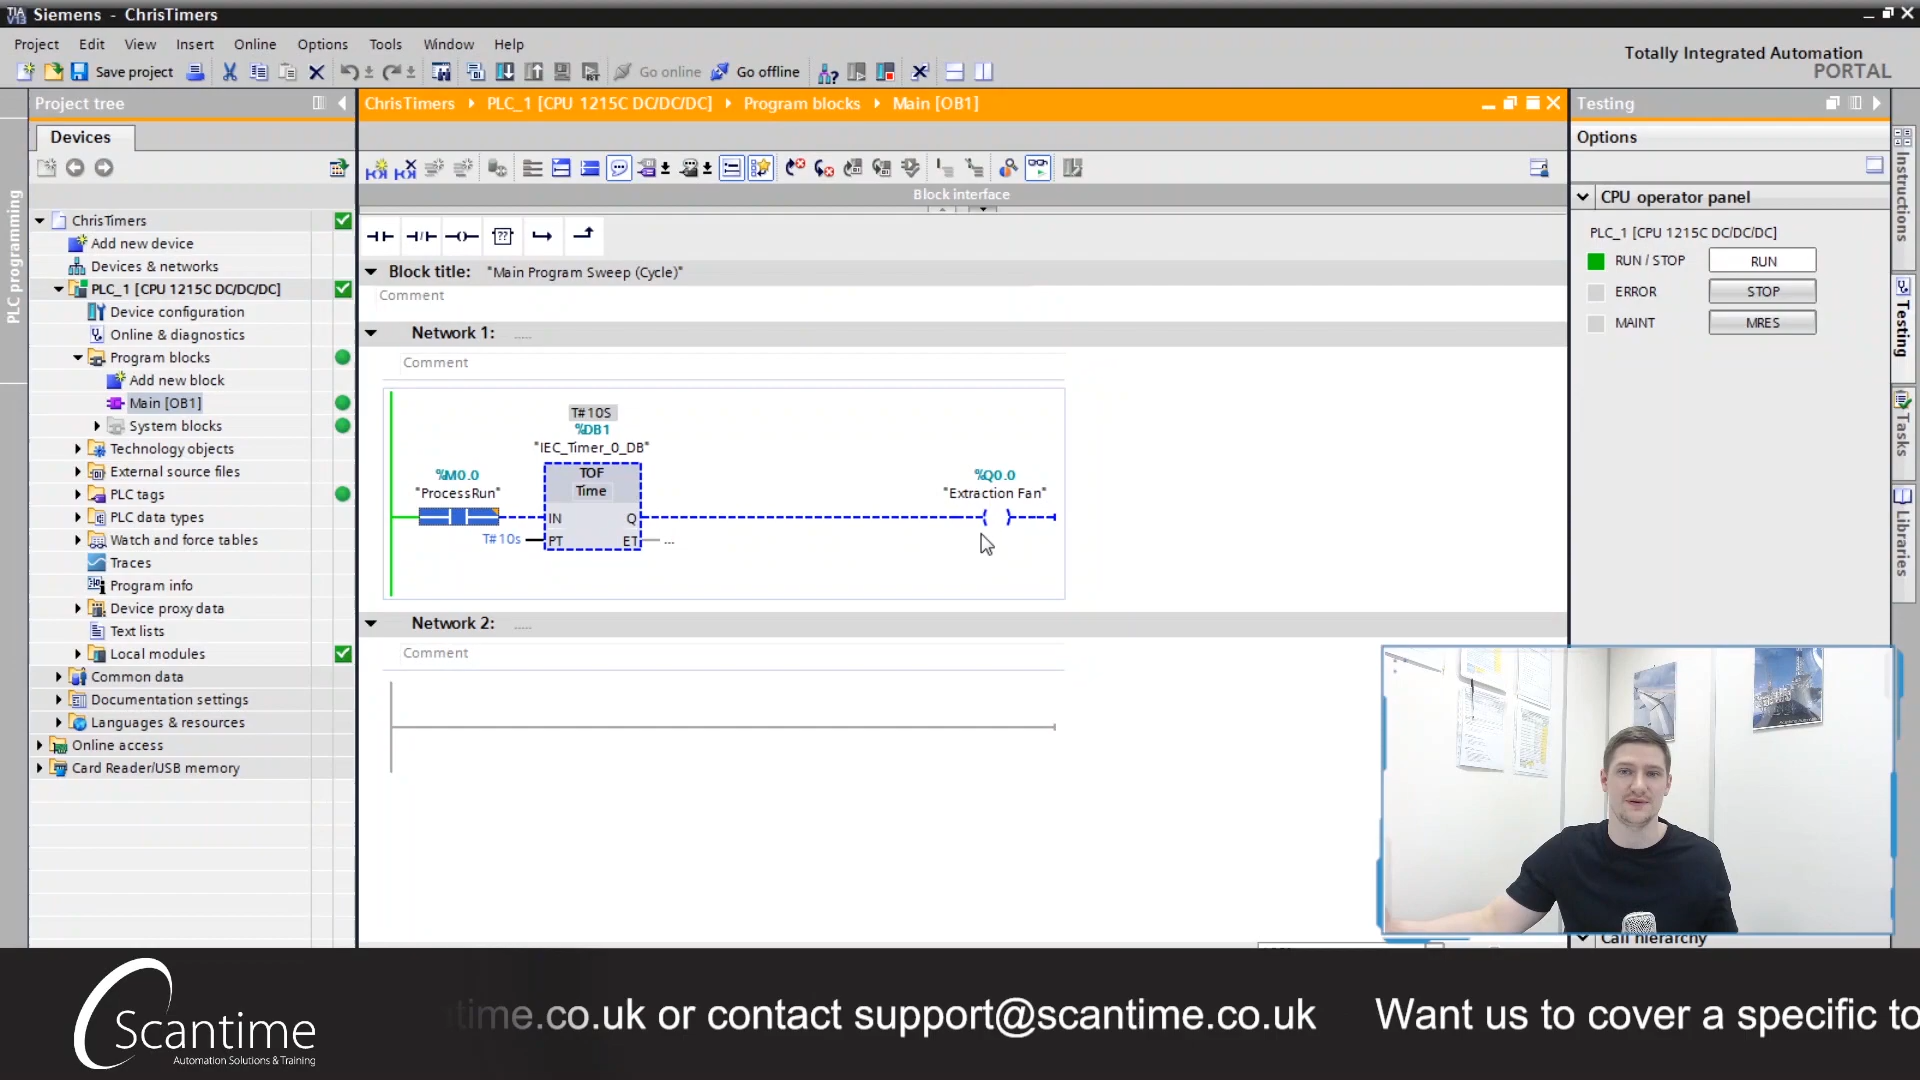 TIA V13 Siemens - ChrisTimers
Project Edit View Insert Online Options Tools Window Help
Totally Integrated Automation
PORTAL
Save project Go online Go offline
Project tree
ChrisTimers PLC_1 [CPU 1215C DC/DC/DC] Program blocks Main [OB1]
Testing
Devices
Options
PLC programming
Block interface
CPU operator panel
ChrisTimers
Add new device
Devices & networks
PLC_1 [CPU 1215C DC/DC/DC]
Device configuration
Online & diagnostics
Program blocks
Add new block
Main [OB1]
System blocks
Technology objects
External source files
PLC tags
PLC data types
Watch and force tables
Traces
Program info
Device proxy data
Text lists
Local modules
Common data
Documentation settings
Languages & resources
Online access
Card Reader/USB memory
Block title: "Main Program Sweep (Cycle)"
Comment
Network 1: .....
Comment
T#10S
%DB1
"IEC_Timer_0_DB"
%M0.0
"ProcessRun"
TOF
Time
IN Q
T#10s PT ET ...
%Q0.0
"Extraction Fan"
Network 2: .....
Comment
PLC_1 [CPU 1215C DC/DC/DC]
RUN / STOP RUN
ERROR STOP
MAINT MRES
Instructions
Testing
Tasks
Libraries
Call hierarchy
Scantime
Automation Solutions & Training
time.co.uk or contact support@scantime.co.uk Want us to cover a specific to